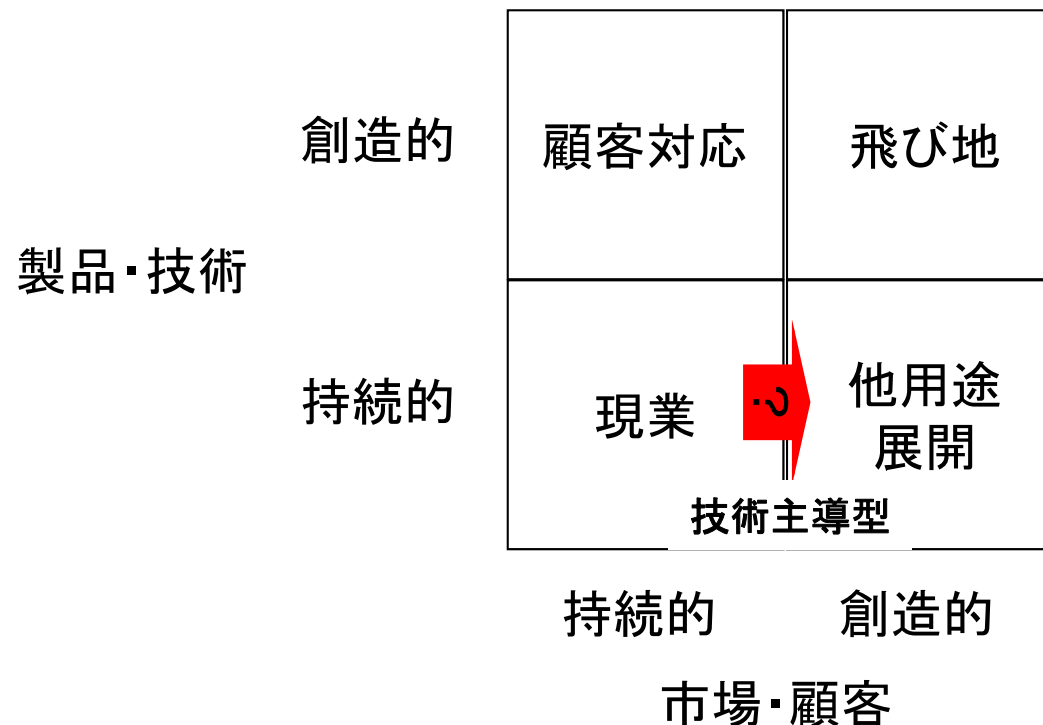 創造的
顧客対応
飛び地
製品・技術
持続的
現業
?
他用途
展開
技術主導型
持続的
創造的
市場・顧客